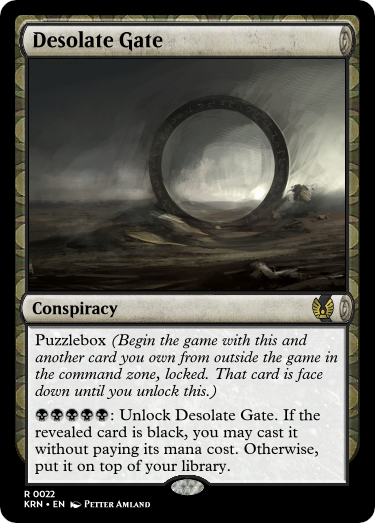 Desolate Gate
Conspiracy
Puzzlebox (Begin the game with this and
another card you own from outside the game in
the command zone, locked. That card is face
down until you unlock this.)
: Unlock Desolate Gate. If the
revealed card is black, you may cast it
without paying its mana cost. Otherwise,
put it on top of your library.
R 0022
KRN • EN Petter Amland